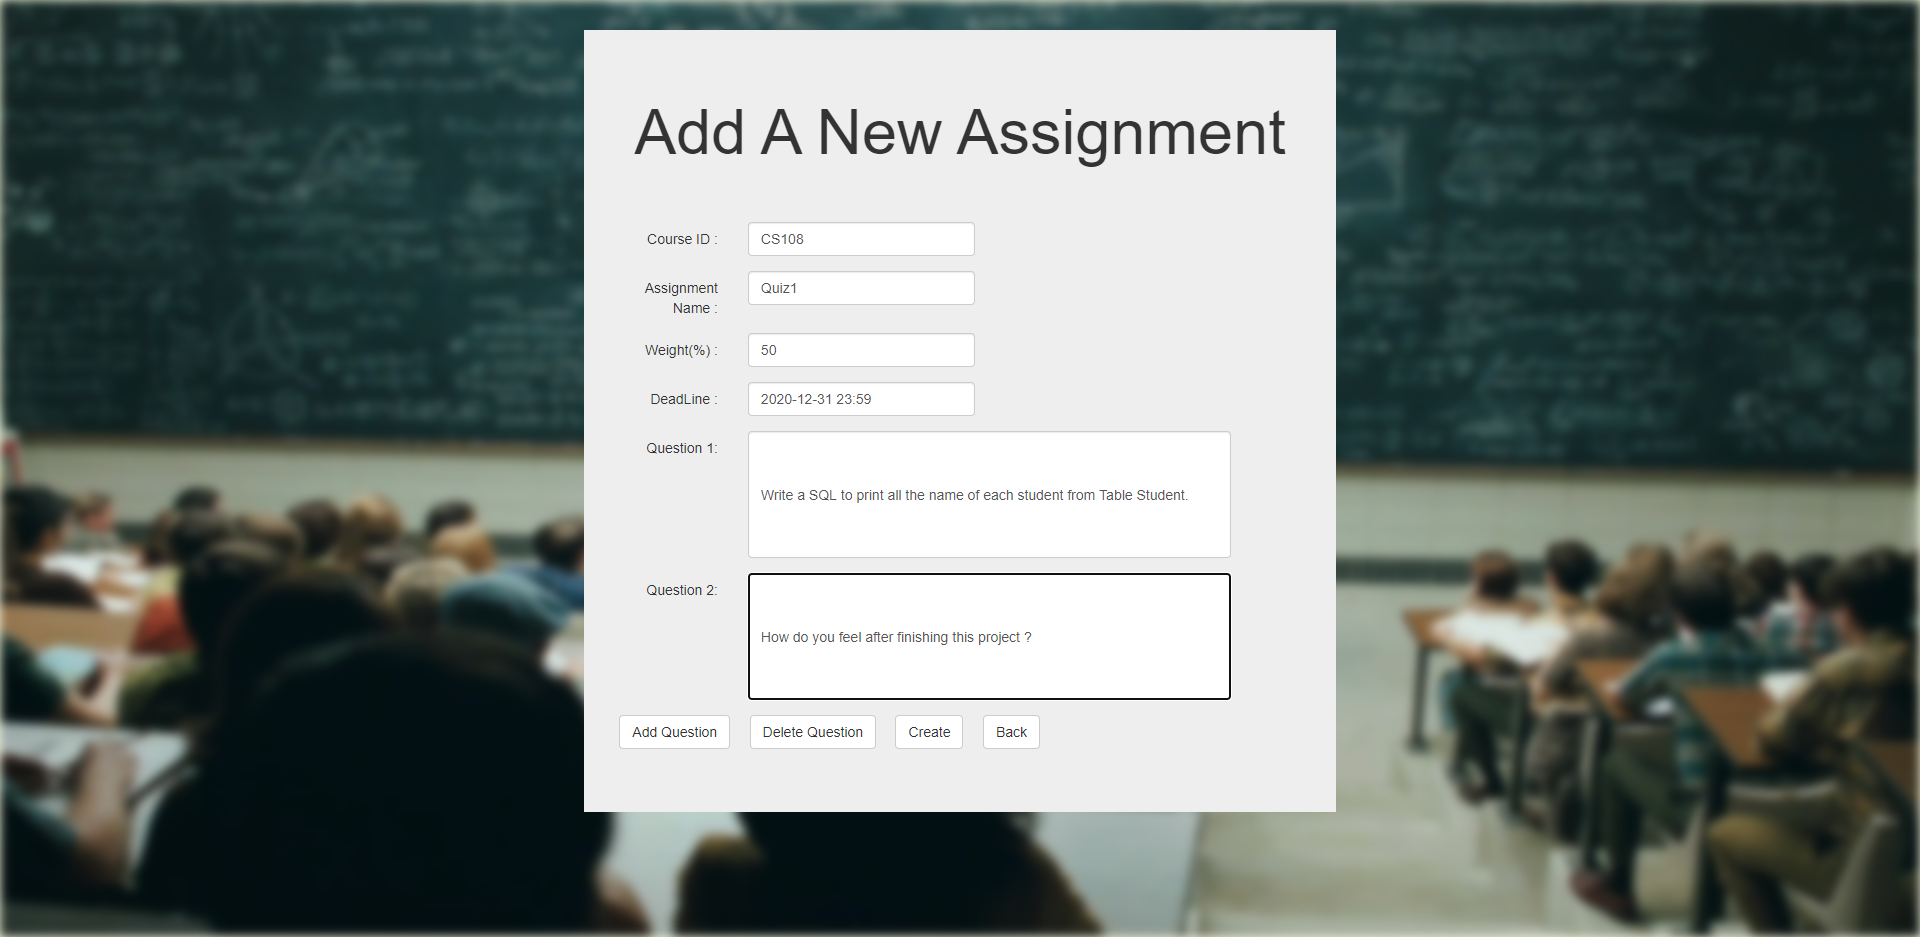 Add A New Assignment
Course ID :
CS108
Assignment
Name :
Quiz1
Weight(%) :
50
DeadLine :
2020-12-31 23:59
Question 1:
Write a SQL to print all the name of each student from Table Student.
Question 2:
How do you feel after finishing this project ?
Add Question
Delete Question
Create
Back